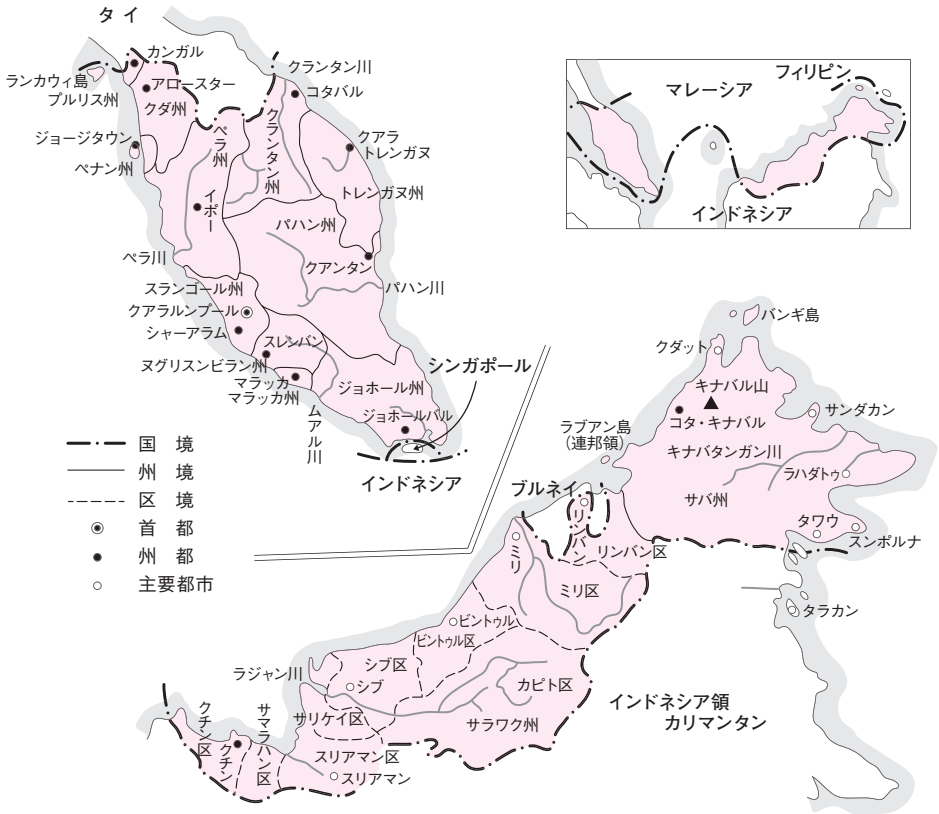 タイ
カンガル
ランカウィ島
プルリス州
アロースター
クダ州
クランタン川
コタバル
ジョージタウン
ペナン州
ペラ州
クランタン州
クアラ
トレンガヌ
トレンガヌ州
イポー
パハン州
ペラ川
クアンタン
パハン川
スランゴール州
クアラルンプール
シャーアラム
スレンバン
ヌグリスンビラン州
マラッカ
マラッカ州
ムアル川
ジョホール州
ジョホールバル
シンガポール
インドネシア
フィリピン
マレーシア
インドネシア
国境
州境
区境
首都
州都
主要都市
バンギ島
クダット
キナバル山
コタ・キナバル
サンダカン
ラブアン島
(連邦領)
キナバタンガン川
ラハダトゥ
サバ州
タワウ
スンポルナ
ブルネイ
リンバン
リンバン区
ミリ
ミリ区
タラカン
ビントゥル
ビントゥル区
ラジャン川
シブ区
シブ
カピト区
サリケイ区
サラワク州
インドネシア領
カリマンタン
クチン区
クチン
サマラハン区
スリアマン区
スリアマン